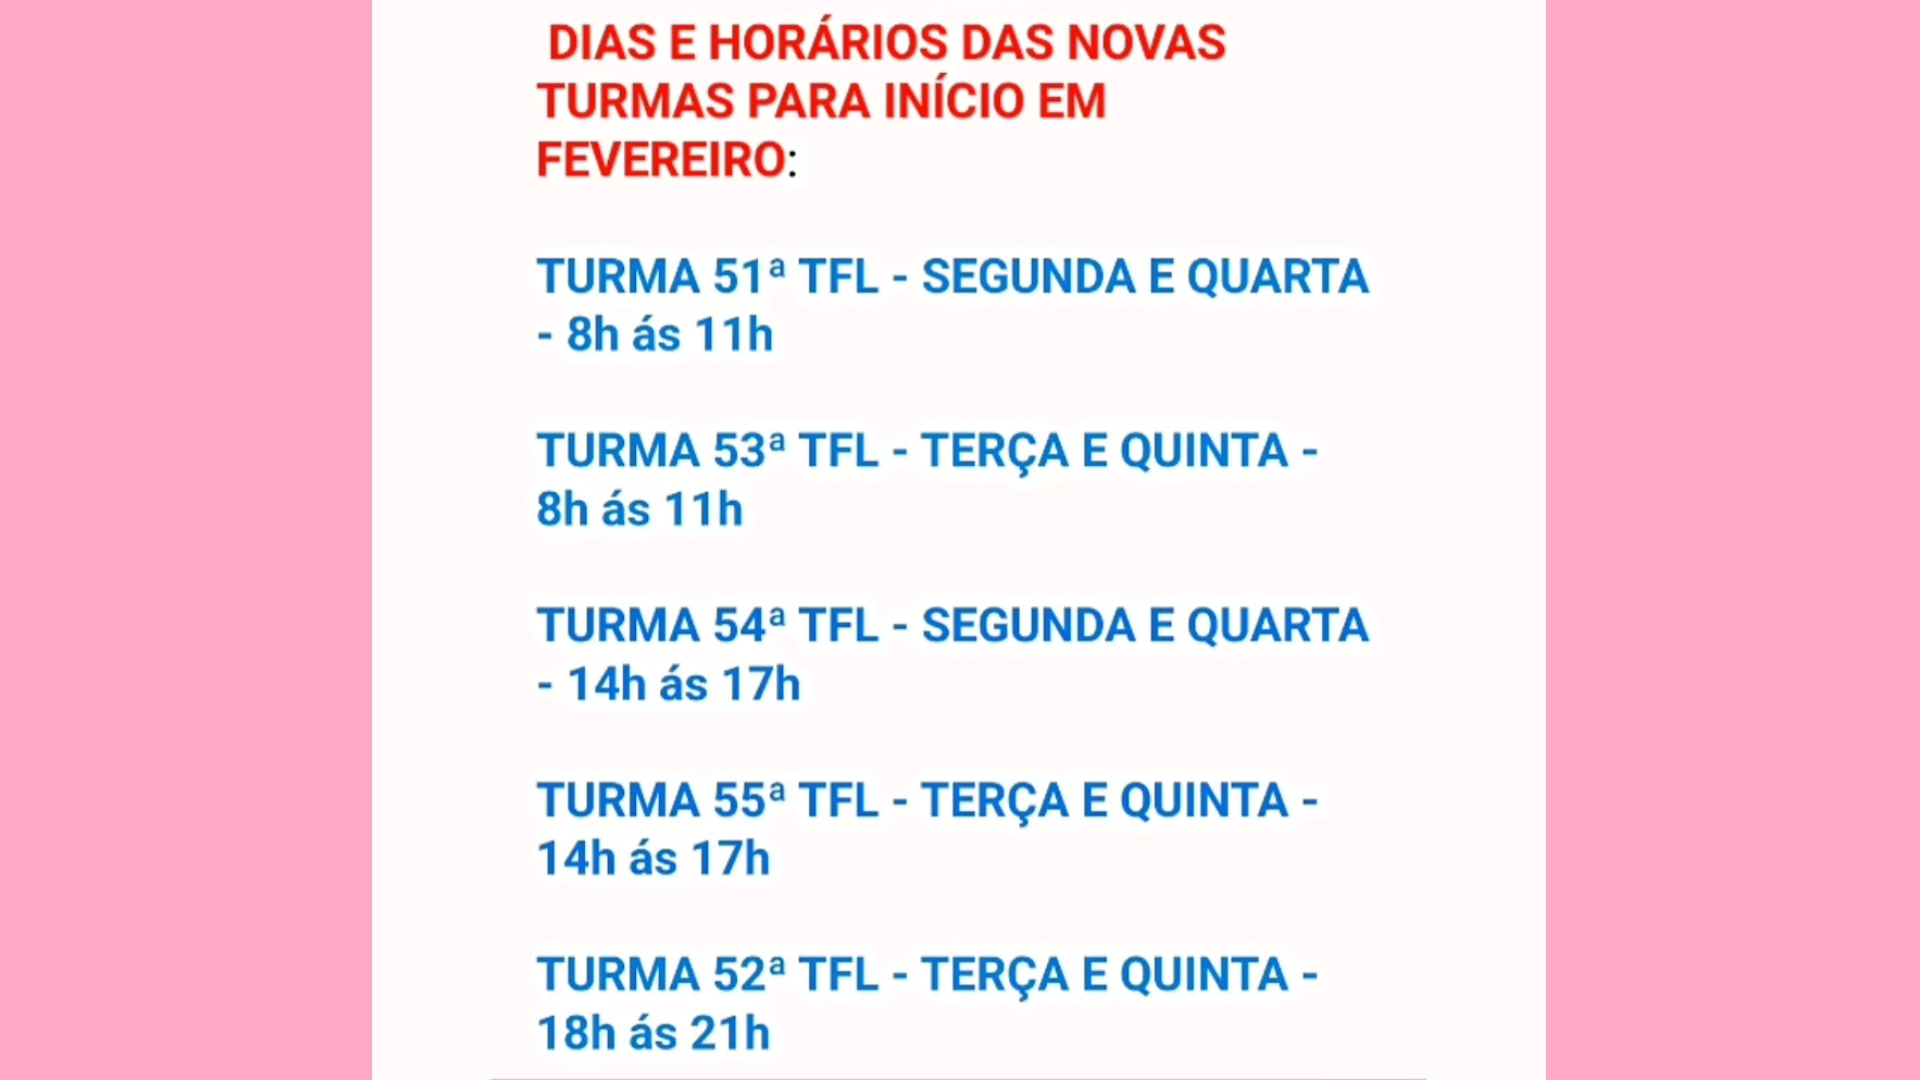 DIAS E HORÁRIOS DAS NOVAS
TURMAS PARA INÍCIO EM
FEVEREIRO:
TURMA 51ª TFL - SEGUNDA E QUARTA
- 8h ás 11h
TURMA 53ª TFL - TERÇA E QUINTA -
8h ás 11h
TURMA 54ª TFL - SEGUNDA E QUARTA
- 14h ás 17h
TURMA 55ª TFL - TERÇA E QUINTA -
14h ás 17h
TURMA 52ª TFL - TERÇA E QUINTA -
18h ás 21h